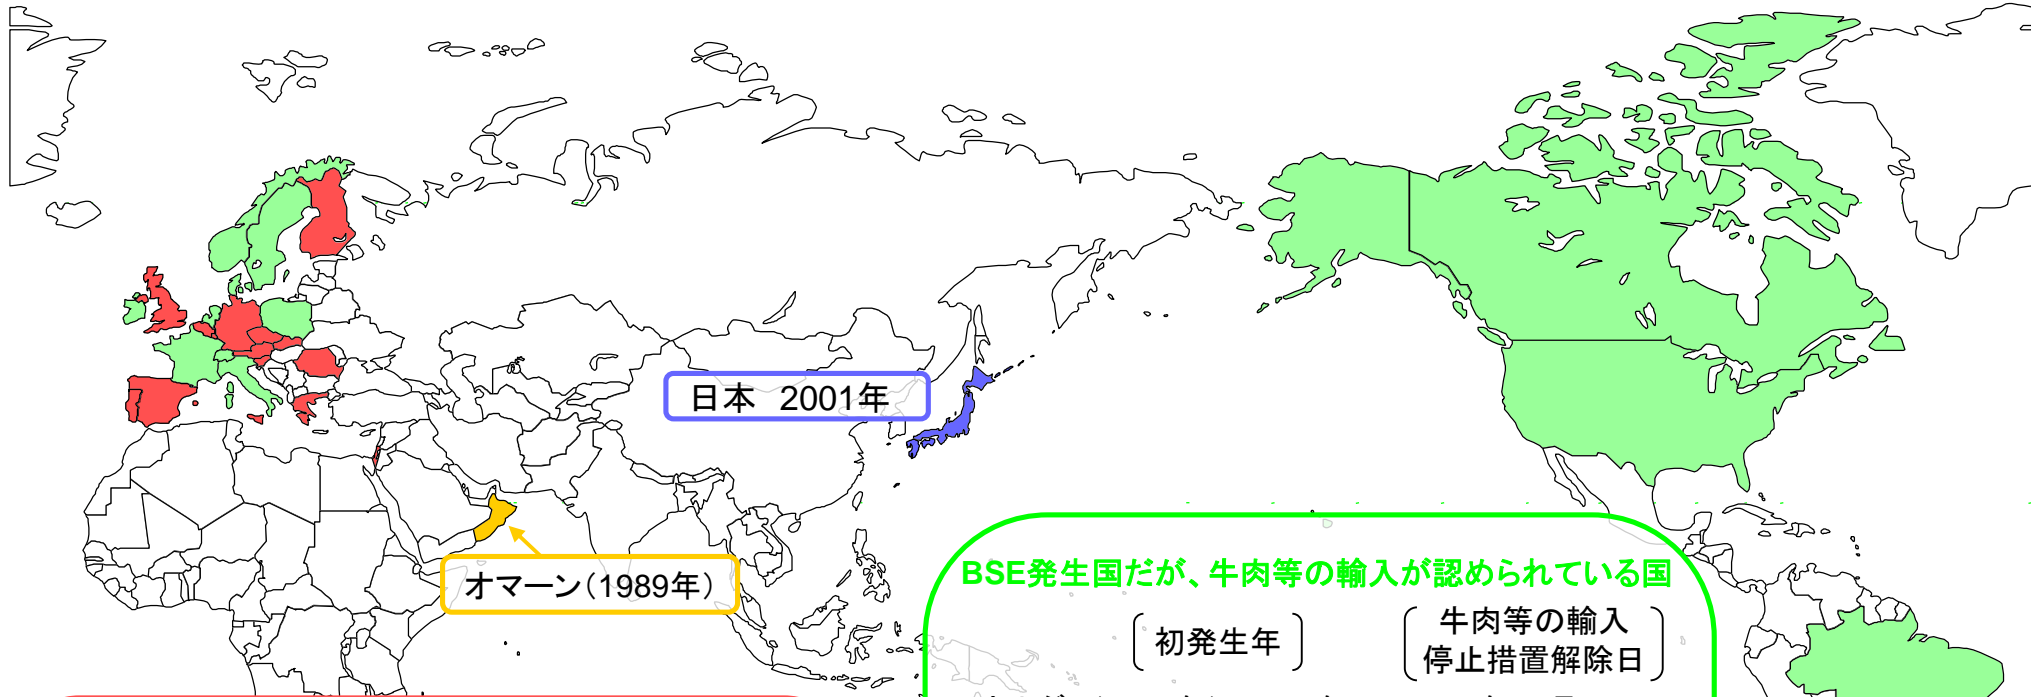 日本 2001年
オマーン(1989年)
BSE発生国だが、牛肉等の輸入が認められている国
初発生年
牛肉等の輸入
停止措置解除日